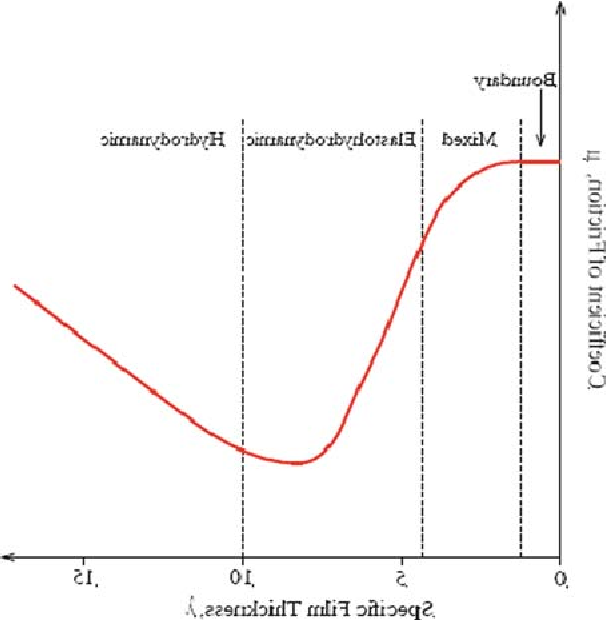 Boundary
Hydrodynamic
Elastohydrodynamic
Mixed
Coefficient of Friction, μ
15.
10.
5.
0.
Specific Film Thickness, λ